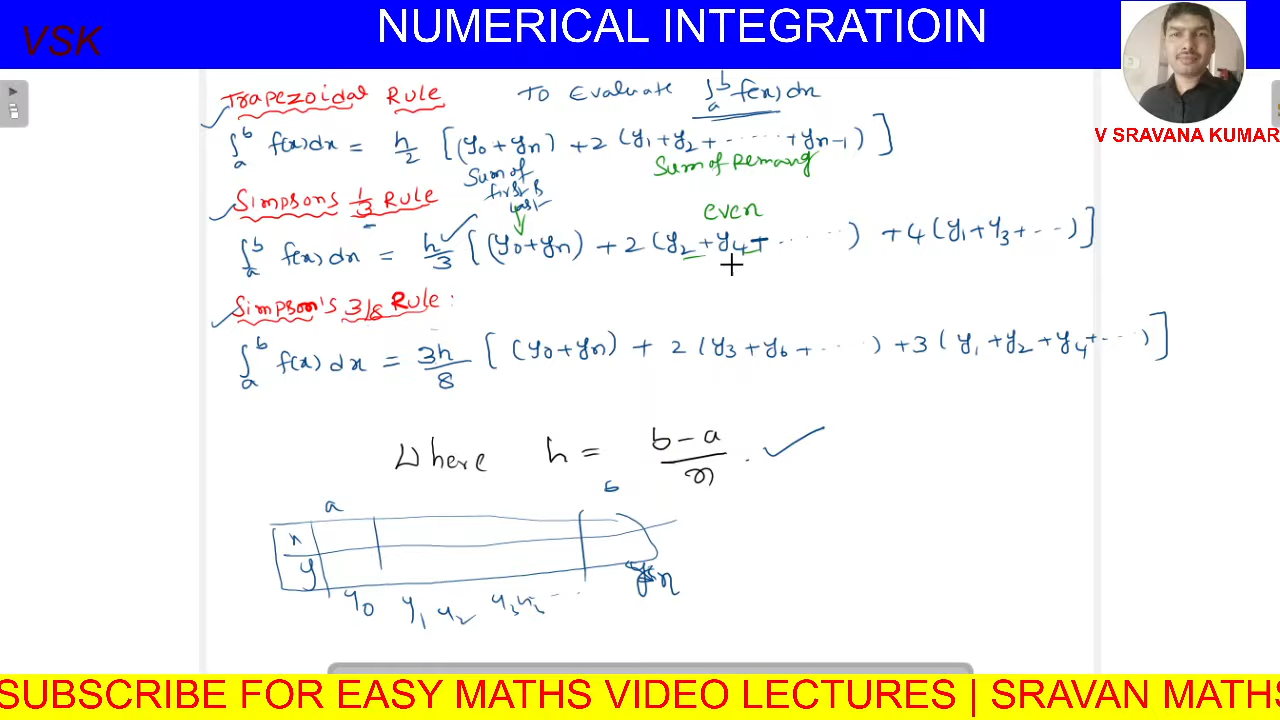 VSK
NUMERICAL INTEGRATIOIN
V SRAVANA KUMAR
Trapezoidal Rule To Evaluate ∫_a^b f(x)dx
∫_a^b f(x)dx = h/2 [(y0+yn) +2 (y1+y2+ ...... +yn-1)]
Sum of first & last
Sum of Remang
Simpsons 1/3 Rule
even
∫_a^b f(x)dx = h/3 [(y0+yn) + 2 (y2+y4+ ......) +4(y1+y3+...)]
Simpson's 3/8 Rule:
∫_a^b f(x)dx = 3h/8 [(y0+yn) + 2 (y3+y6+ ....) +3( y1+y2+y4+...)]
Where h = b-a/n.
a b
x
y
y0 y1 y2 y3 ... yn
SUBSCRIBE FOR EASY MATHS VIDEO LECTURES | SRAVAN MATHS